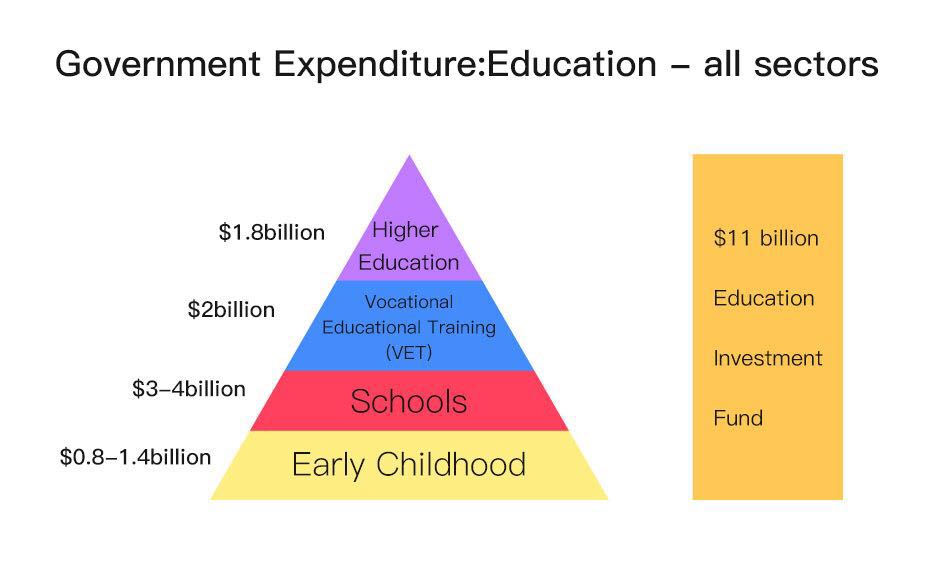 Government Expenditure:Education – all sectors
$1.8billion
Higher
Education
$2billion
Vocational
Educational Training
(VET)
$3–4billion
Schools
$0.8–1.4billion
Early Childhood
$11 billion
Education
Investment
Fund